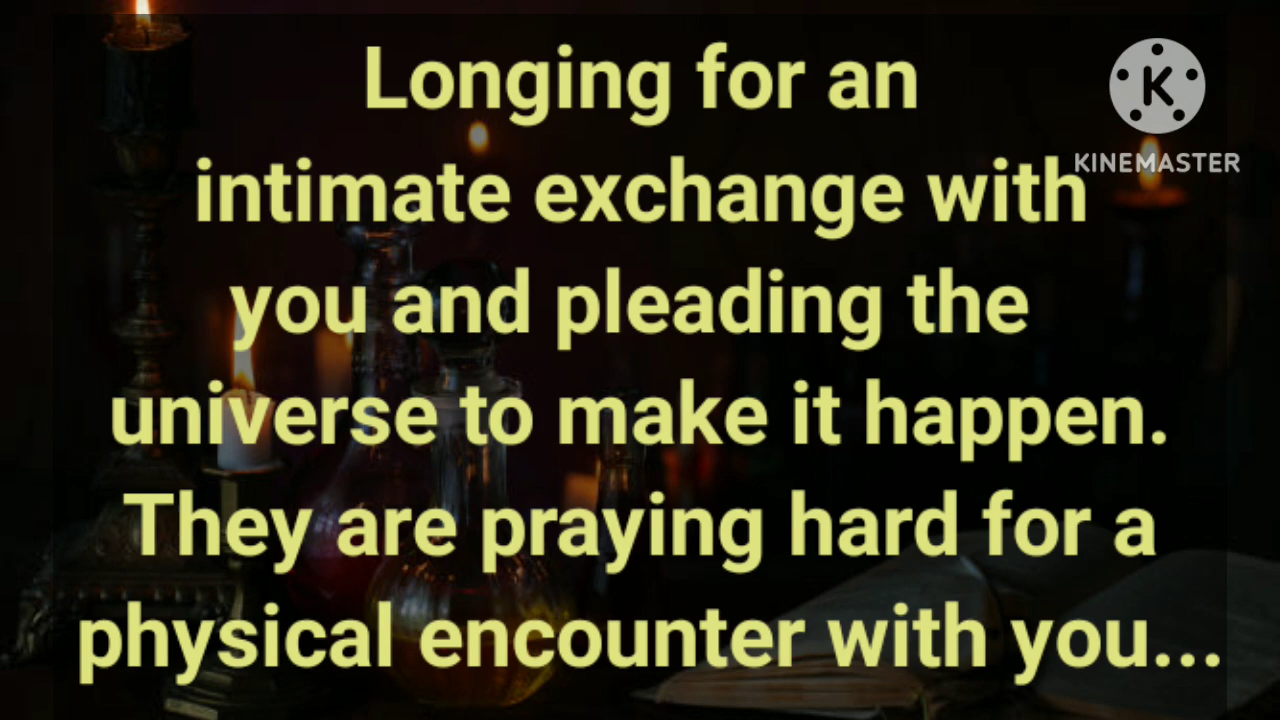 Longing for an
intimate exchange with
you and pleading the
universe to make it happen.
They are praying hard for a
physical encounter with you...
K
KINEMASTER